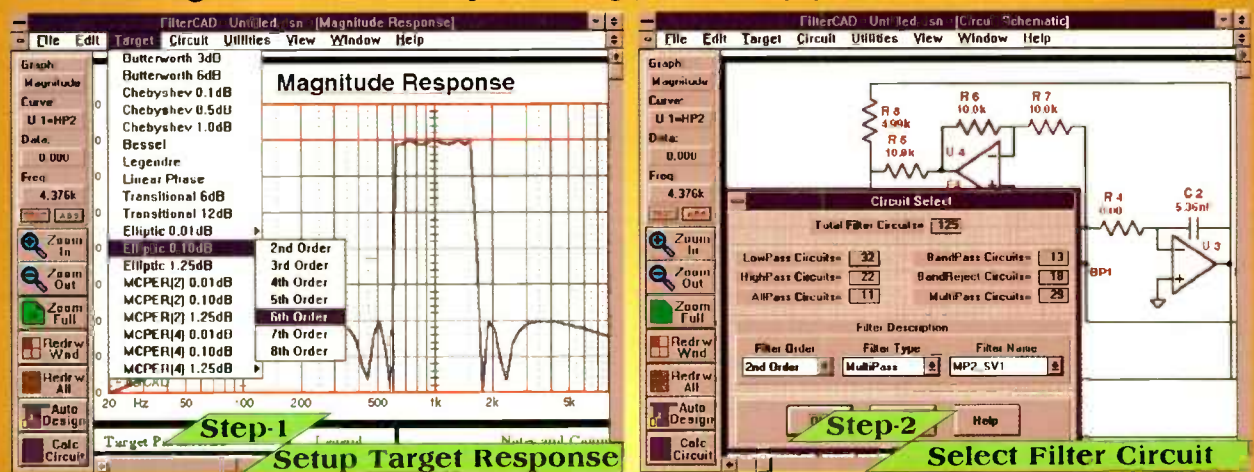 FilterCAD Untitled .sn [Magnitude Response]
File Edit Target Circuit Utilities View Window Help
Graph:
Magnitude
Curve:
U 1=HP2
Data:
0.000
Freq
4.376k
ABS
Zoom In
Zoom Out
Zoom Full
Redrw Wnd
Redrw All
Auto Design
Calc Circuit
Butterworth 3dB
Butterworth 6dB
Chebyshev 0.1dB
Chebyshev 0.5dB
Chebyshev 1.0dB
Bessel
Legendre
Linear Phase
Transitional 6dB
Transitional 12dB
Elliptic 0.01dB
Elliptic 0.10dB
Elliptic 1.25dB
MCPER[2] 0.01dB
MCPER[2] 0.10dB
MCPER[2] 1.25dB
MCPER[4] 0.01dB
MCPER[4] 0.10dB
MCPER[4] 1.25dB
2nd Order
3rd Order
4th Order
5th Order
6th Order
7th Order
8th Order
Magnitude Response
20 Hz 50 100 200 500 1k 2k 5k
Target
Legend
Notes and
Step-1
Setup Target Response
FilterCAD Untitled .sn [Circuit Schematic]
File Edit Target Circuit Utilities View Window Help
Graph:
Magnitude
Curve:
U 1=HP2
Data:
0.000
Freq
4.376k
ABS
Zoom In
Zoom Out
Zoom Full
Redrw Wnd
Redrw All
Auto Design
Calc Circuit
R 8
4.99k
R 6
10.0k
R 7
10.0k
10.0k
U 4
R 4
C 2
5.36nf
U 3
BP1
Circuit Select
Total Filter Circuits= 125
LowPass Circuits= 32
BandPass Circuits= 13
HighPass Circuits= 22
BandReject Circuits= 18
AllPass Circuits= 11
MultiPass Circuits= 29
Filter Description
Filter Order Filter Type Filter Name
2nd Order MultiPass MP2_SV1
Help
Step-2
Select Filter Circuit